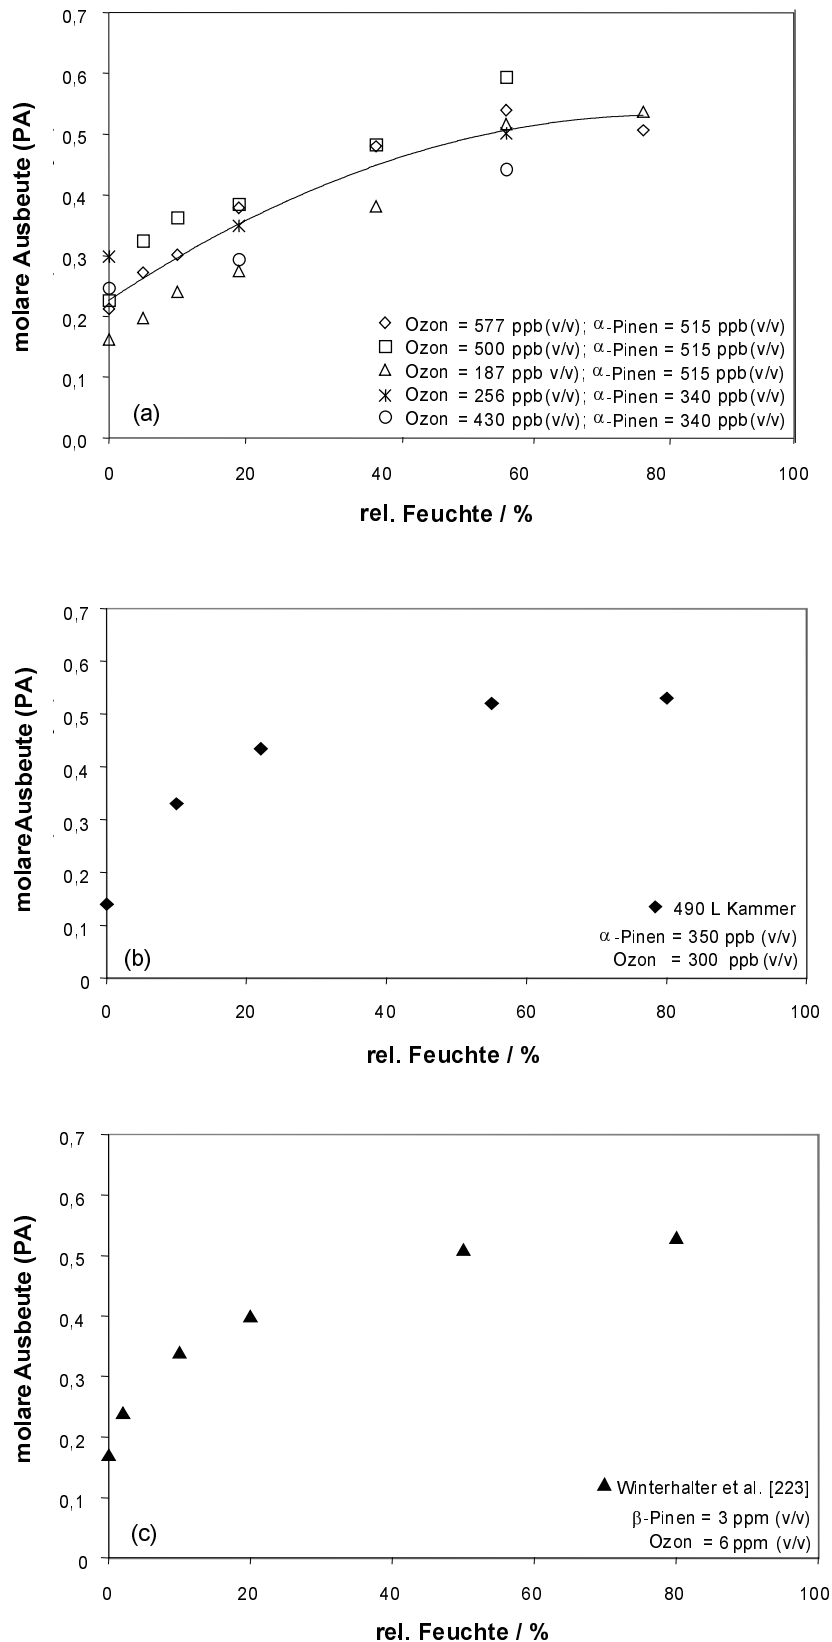 molare Ausbeute (PA)
0,7
0,6
0,5
0,4
0,3
0,2
0,1
0,0
Ozon = 577 ppb(v/v); α-Pinen = 515 ppb(v/v)
Ozon = 500 ppb(v/v); α-Pinen = 515 ppb(v/v)
Ozon = 187 ppb v/v); α-Pinen = 515 ppb(v/v)
Ozon = 256 ppb(v/v); α-Pinen = 340 ppb(v/v)
Ozon = 430 ppb(v/v); α-Pinen = 340 ppb(v/v)
(a)
0 20 40 60 80 100
rel. Feuchte / %
molareAusbeute (PA)
0,7
0,6
0,5
0,4
0,3
0,2
0,1
0
490 L Kammer
α-Pinen = 350 ppb (v/v)
Ozon = 300 ppb (v/v)
(b)
0 20 40 60 80 100
rel. Feuchte / %
molare Ausbeute (PA)
0,7
0,6
0,5
0,4
0,3
0,2
0,1
0
Winterhalter et al. [223]
β-Pinen = 3 ppm (v/v)
Ozon = 6 ppm (v/v)
(c)
0 20 40 60 80 100
rel. Feuchte / %